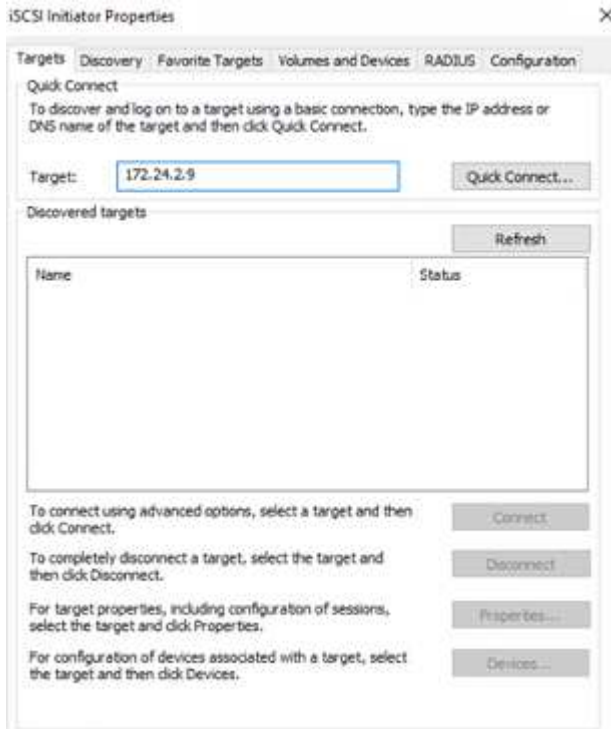 iSCSI Initiator Properties
Targets Discovery Favorite Targets Volumes and Devices RADIUS Configuration
Quick Connect
To discover and log on to a target using a basic connection, type the IP address or
DNS name of the target and then click Quick Connect.
Target: 172.24.2.9 Quick Connect...
Discovered targets
Refresh
Name Status
To connect using advanced options, select a target and then
click Connect.
Connect
To completely disconnect a target, select the target and
then click Disconnect.
Disconnect
For target properties, including configuration of sessions,
select the target and click Properties.
Properties...
For configuration of devices associated with a target, select
the target and then click Devices.
Devices...